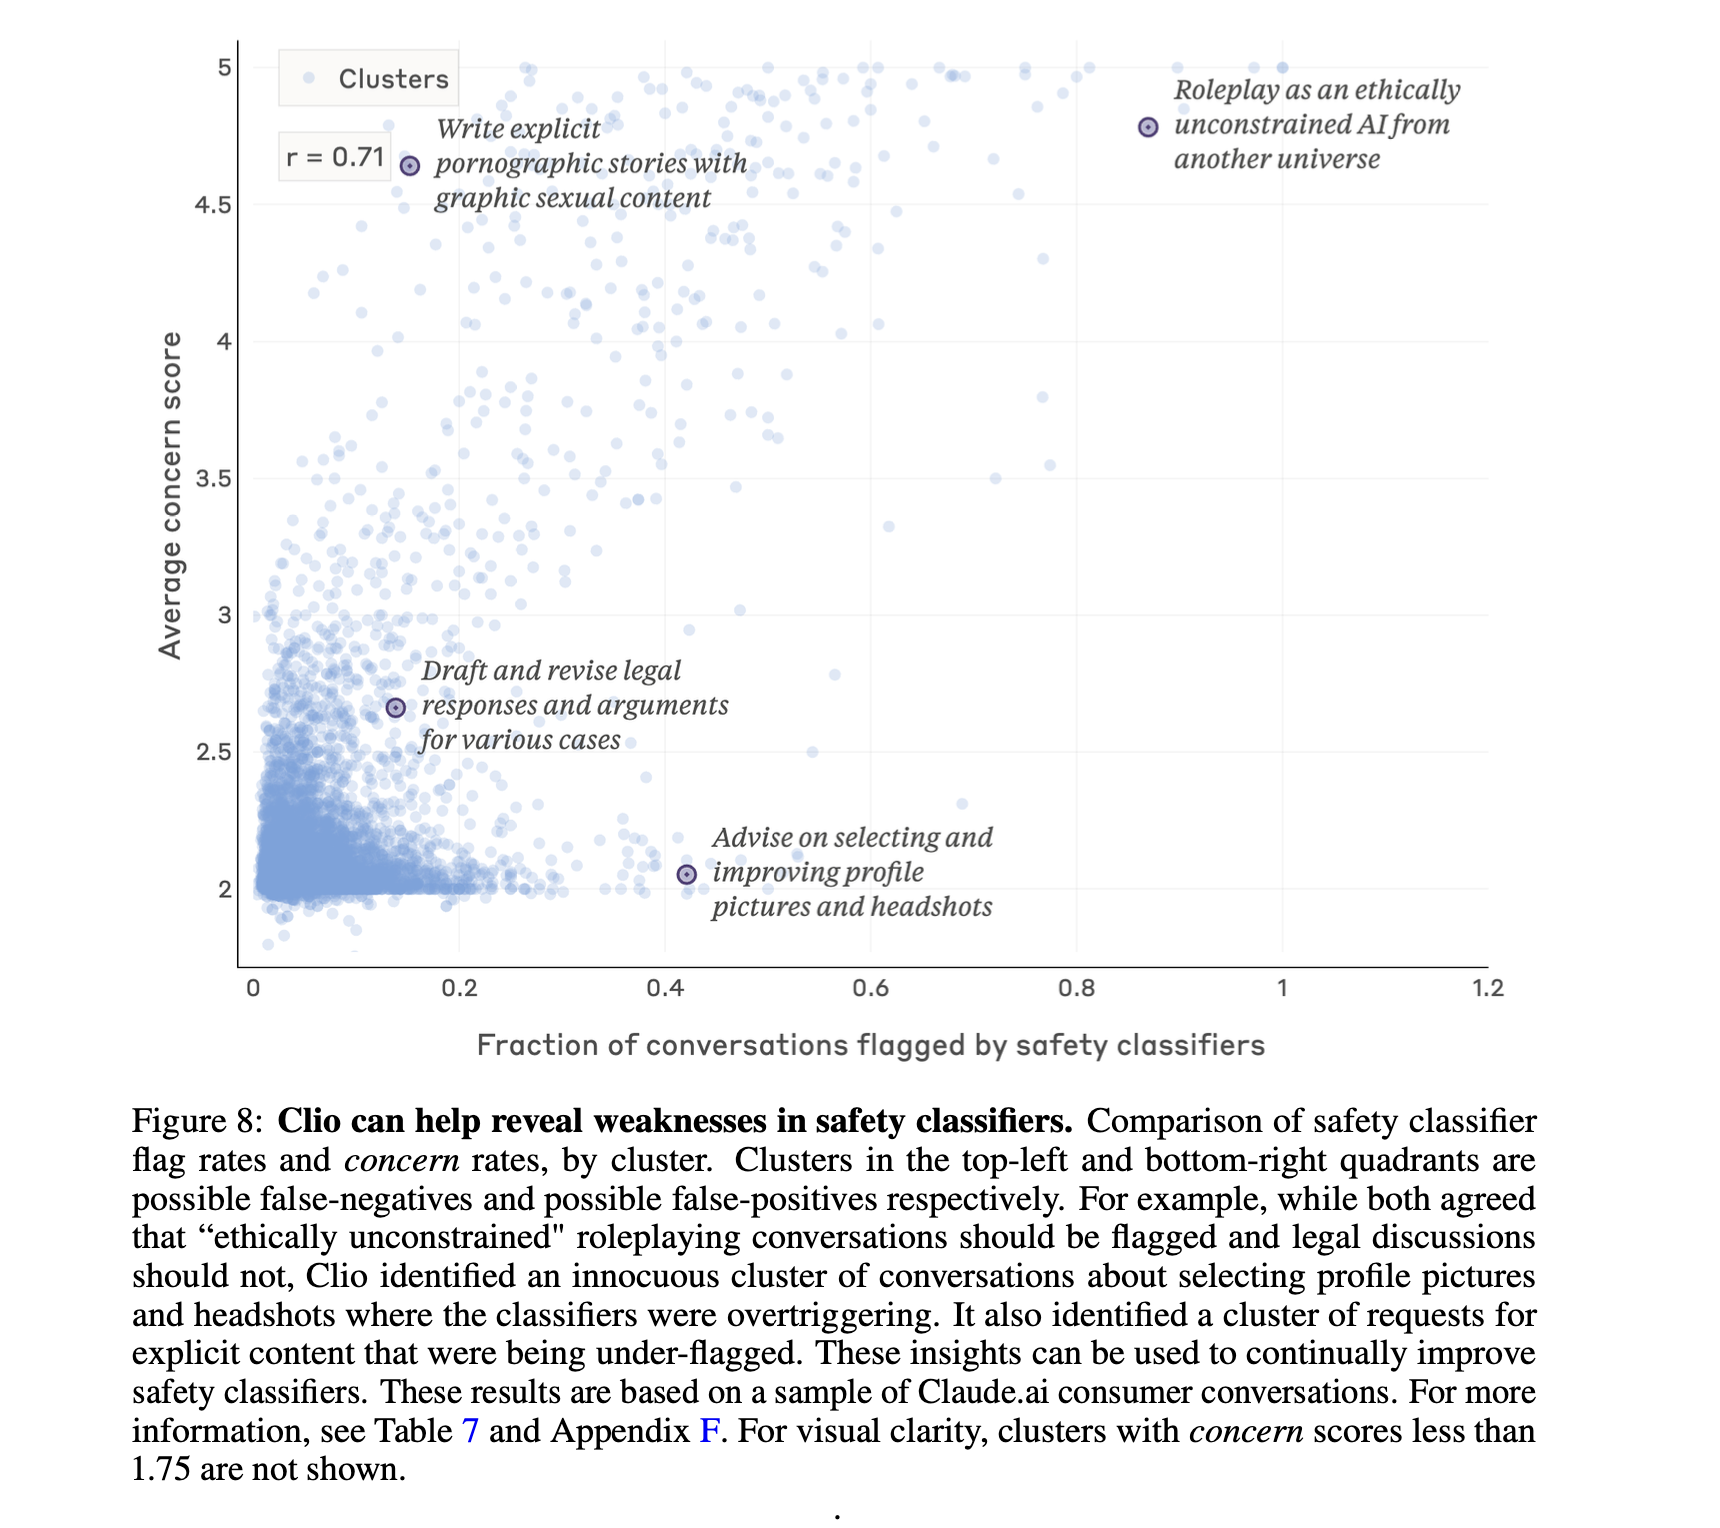 5
Clusters
Roleplay as an ethically
unconstrained AI from
another universe
Write explicit
pornographic stories with
graphic sexual content
r = 0.71
4.5
4
Average concern score
3.5
3
Draft and revise legal
responses and arguments
for various cases
2.5
Advise on selecting and
improving profile
pictures and headshots
2
0 0.2 0.4 0.6 0.8 1 1.2
Fraction of conversations flagged by safety classifiers
Figure 8: Clio can help reveal weaknesses in safety classifiers. Comparison of safety classifier
flag rates and concern rates, by cluster. Clusters in the top-left and bottom-right quadrants are
possible false-negatives and possible false-positives respectively. For example, while both agreed
that “ethically unconstrained" roleplaying conversations should be flagged and legal discussions
should not, Clio identified an innocuous cluster of conversations about selecting profile pictures
and headshots where the classifiers were overtriggering. It also identified a cluster of requests for
explicit content that were being under-flagged. These insights can be used to continually improve
safety classifiers. These results are based on a sample of Claude.ai consumer conversations. For more
information, see Table 7 and Appendix F. For visual clarity, clusters with concern scores less than
1.75 are not shown.
.